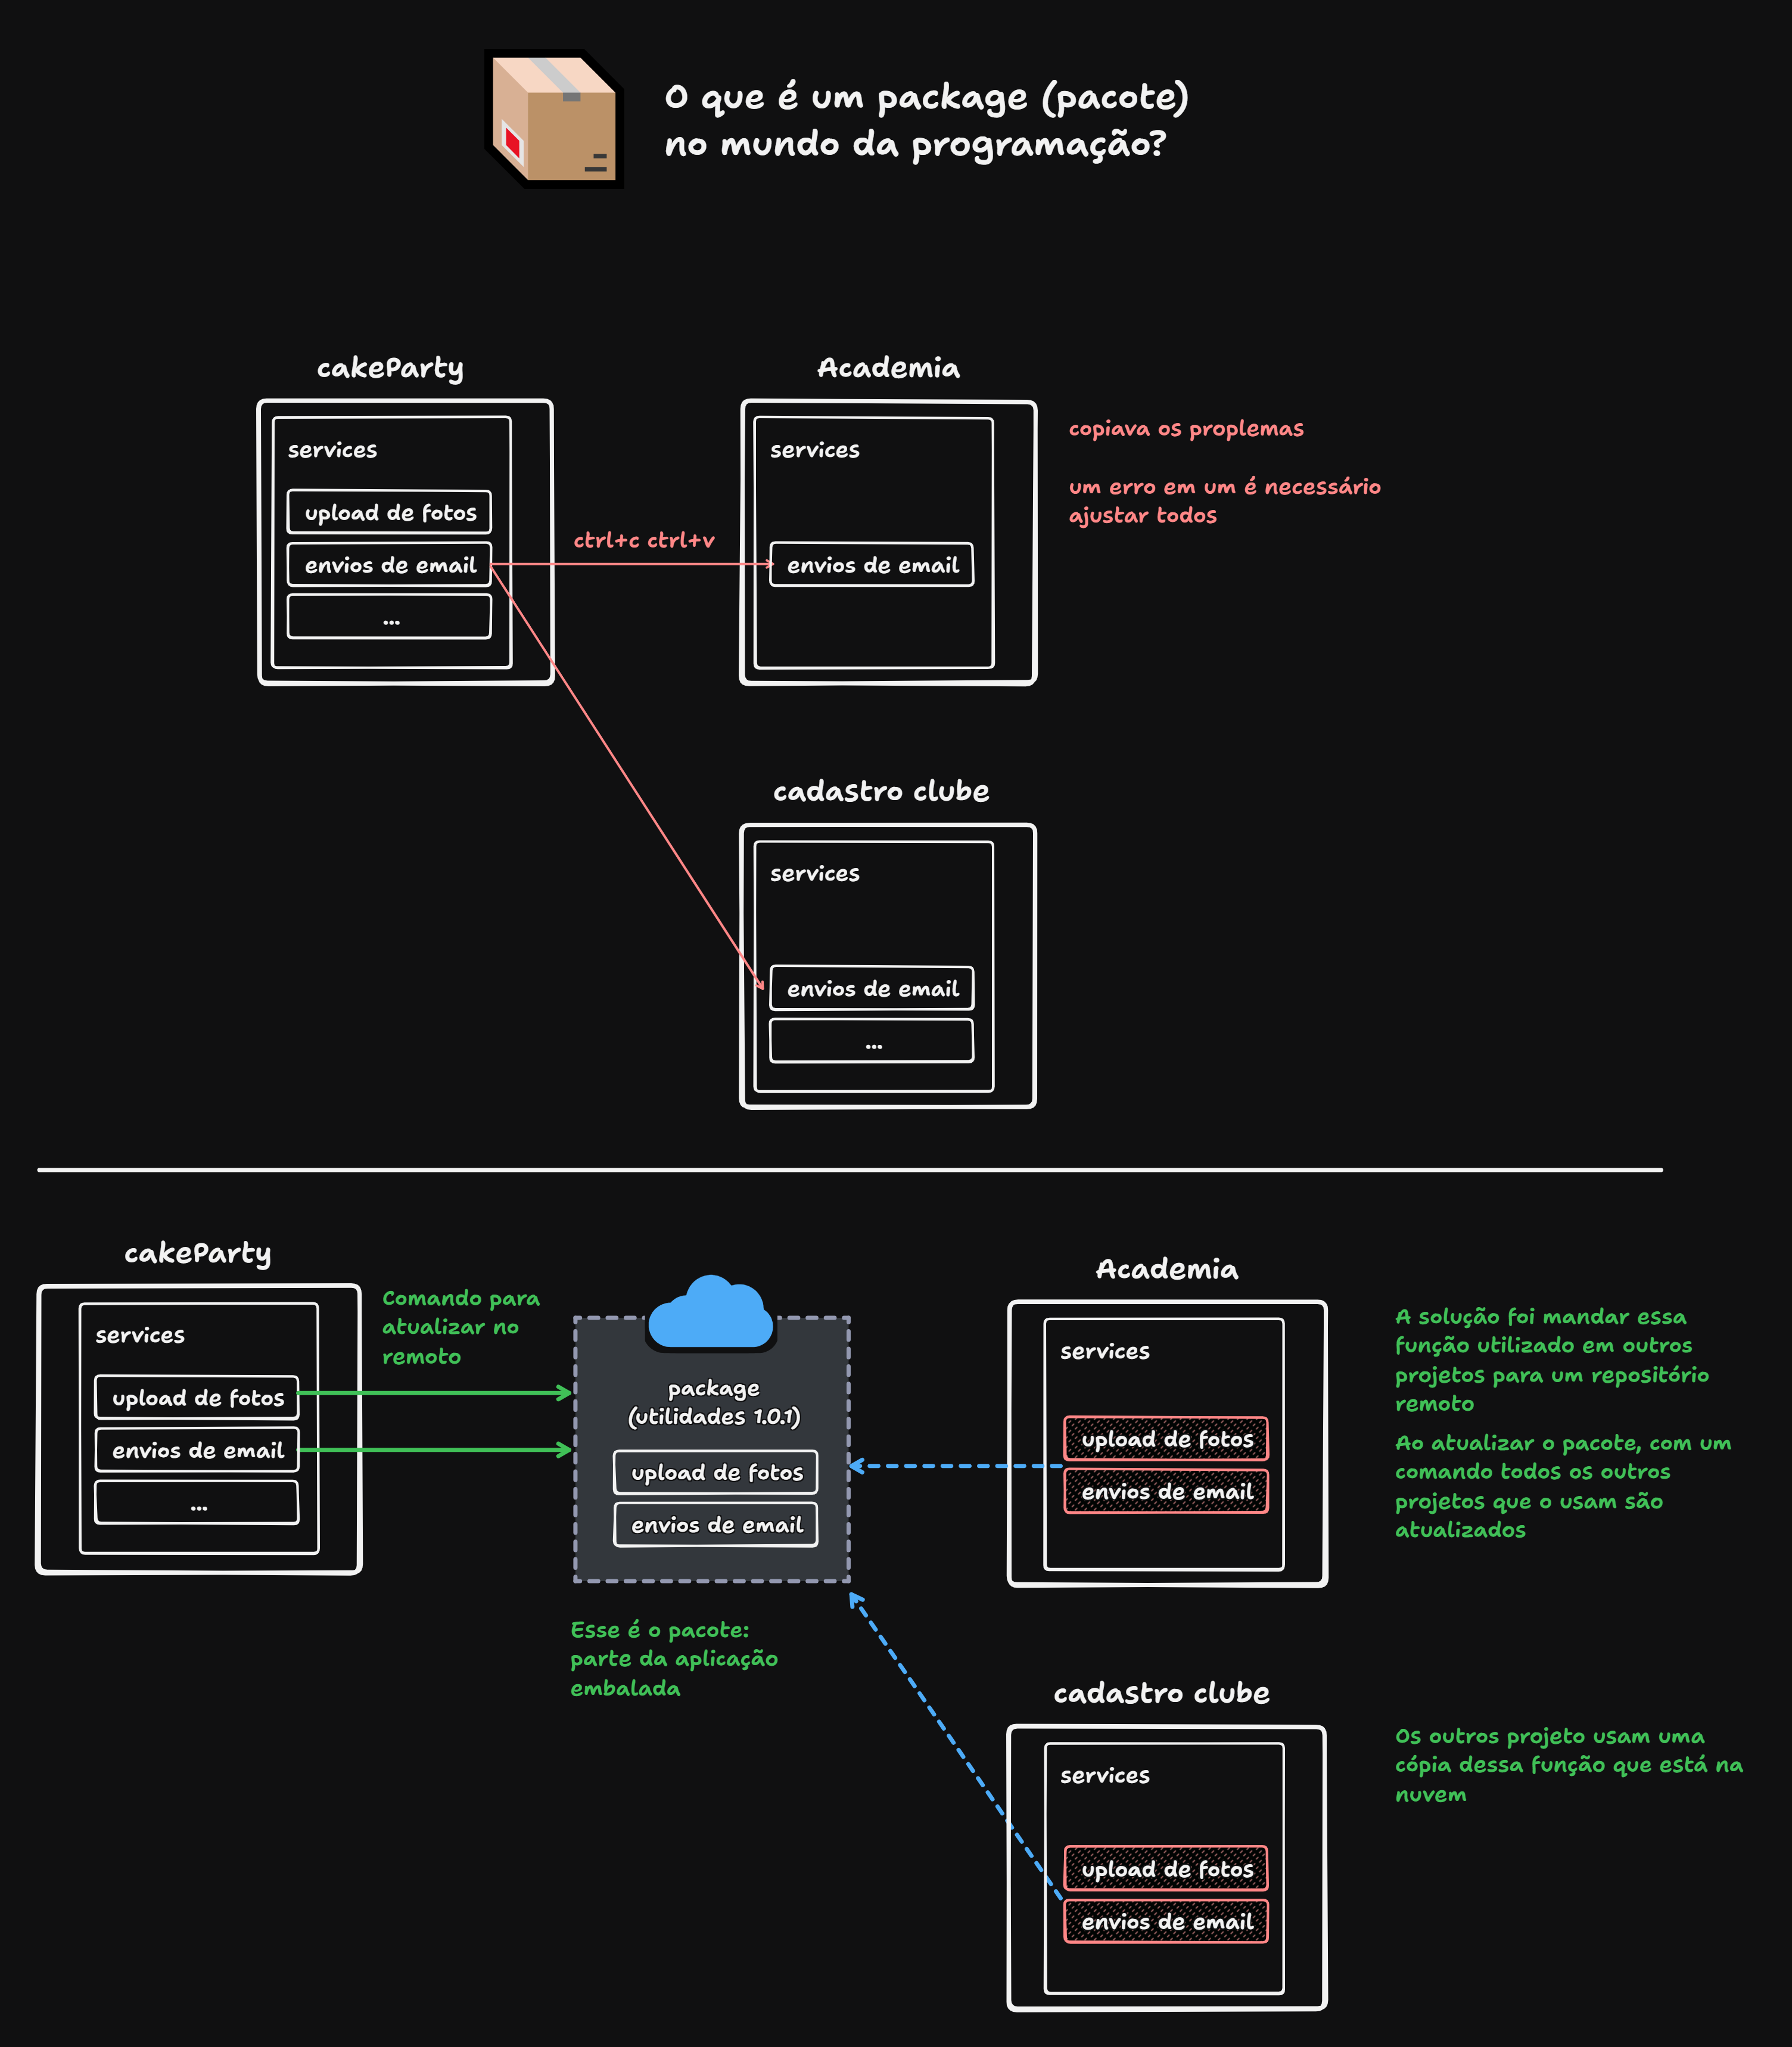 O que é um package (pacote)
no mundo da programação?
cakeParty
services
upload de fotos
envios de email
...
ctrl+c ctrl+v
Academia
services
envios de email
copiava os proplemas
um erro em um é necessário
ajustar todos
cadastro clube
services
envios de email
...
cakeParty
services
upload de fotos
envios de email
...
Comando para
atualizar no
remoto
package
(utilidades 1.0.1)
upload de fotos
envios de email
Esse é o pacote:
parte da aplicação
embalada
Academia
services
upload de fotos
envios de email
A solução foi mandar essa
função utilizado em outros
projetos para um repositório
remoto
Ao atualizar o pacote, com um
comando todos os outros
projetos que o usam são
atualizados
cadastro clube
services
upload de fotos
envios de email
Os outros projeto usam uma
cópia dessa função que está na
nuvem